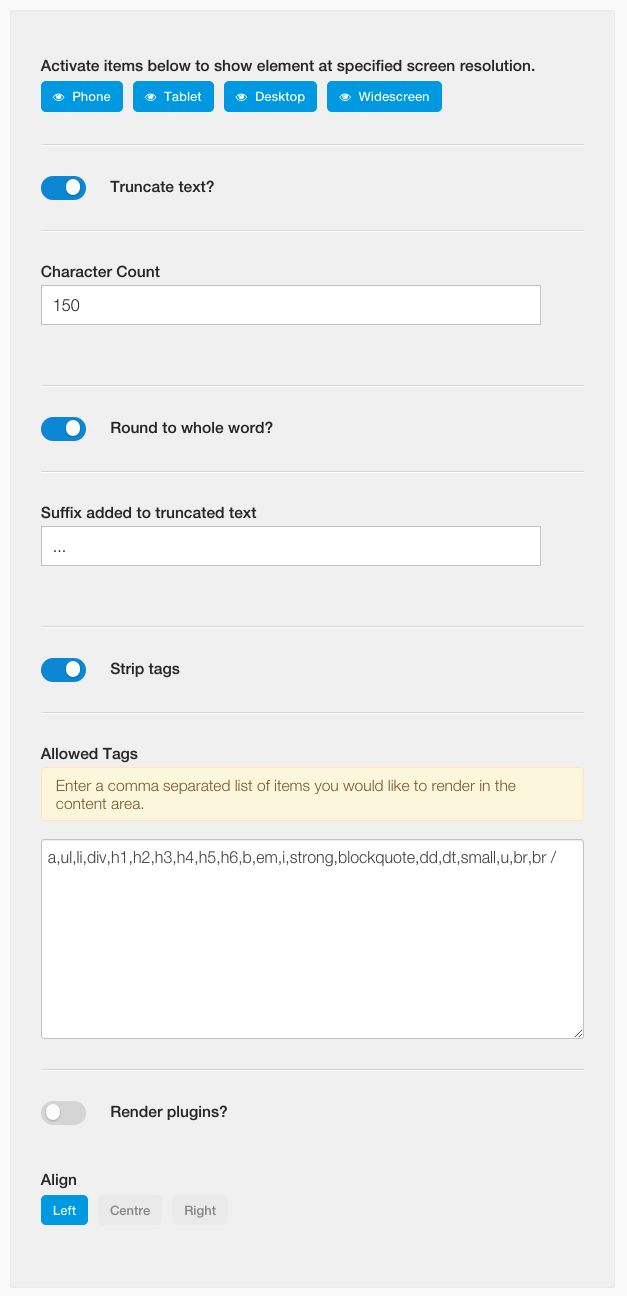 Activate items below to show element at specified screen resolution.
Phone Tablet Desktop Widescreen
Truncate text?
Character Count
150
Round to whole word?
Suffix added to truncated text
...
Strip tags
Allowed Tags
Enter a comma separated list of items you would like to render in the
content area.
a,ul,li,div,h1,h2,h3,h4,h5,h6,b,em,i,strong,blockquote,dd,dt,small,u,br,br /
Render plugins?
Align
Left Centre Right